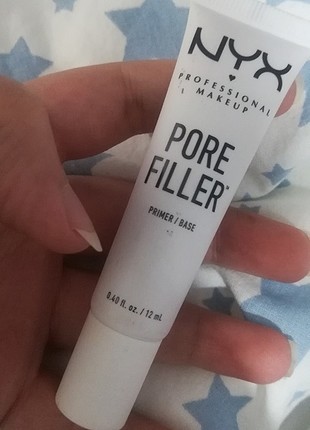 NYX
PROFESSIONAL
MAKEUP
PORE
FILLER
PRIMER / BASE
0.40 fl. oz. / 12 ml.